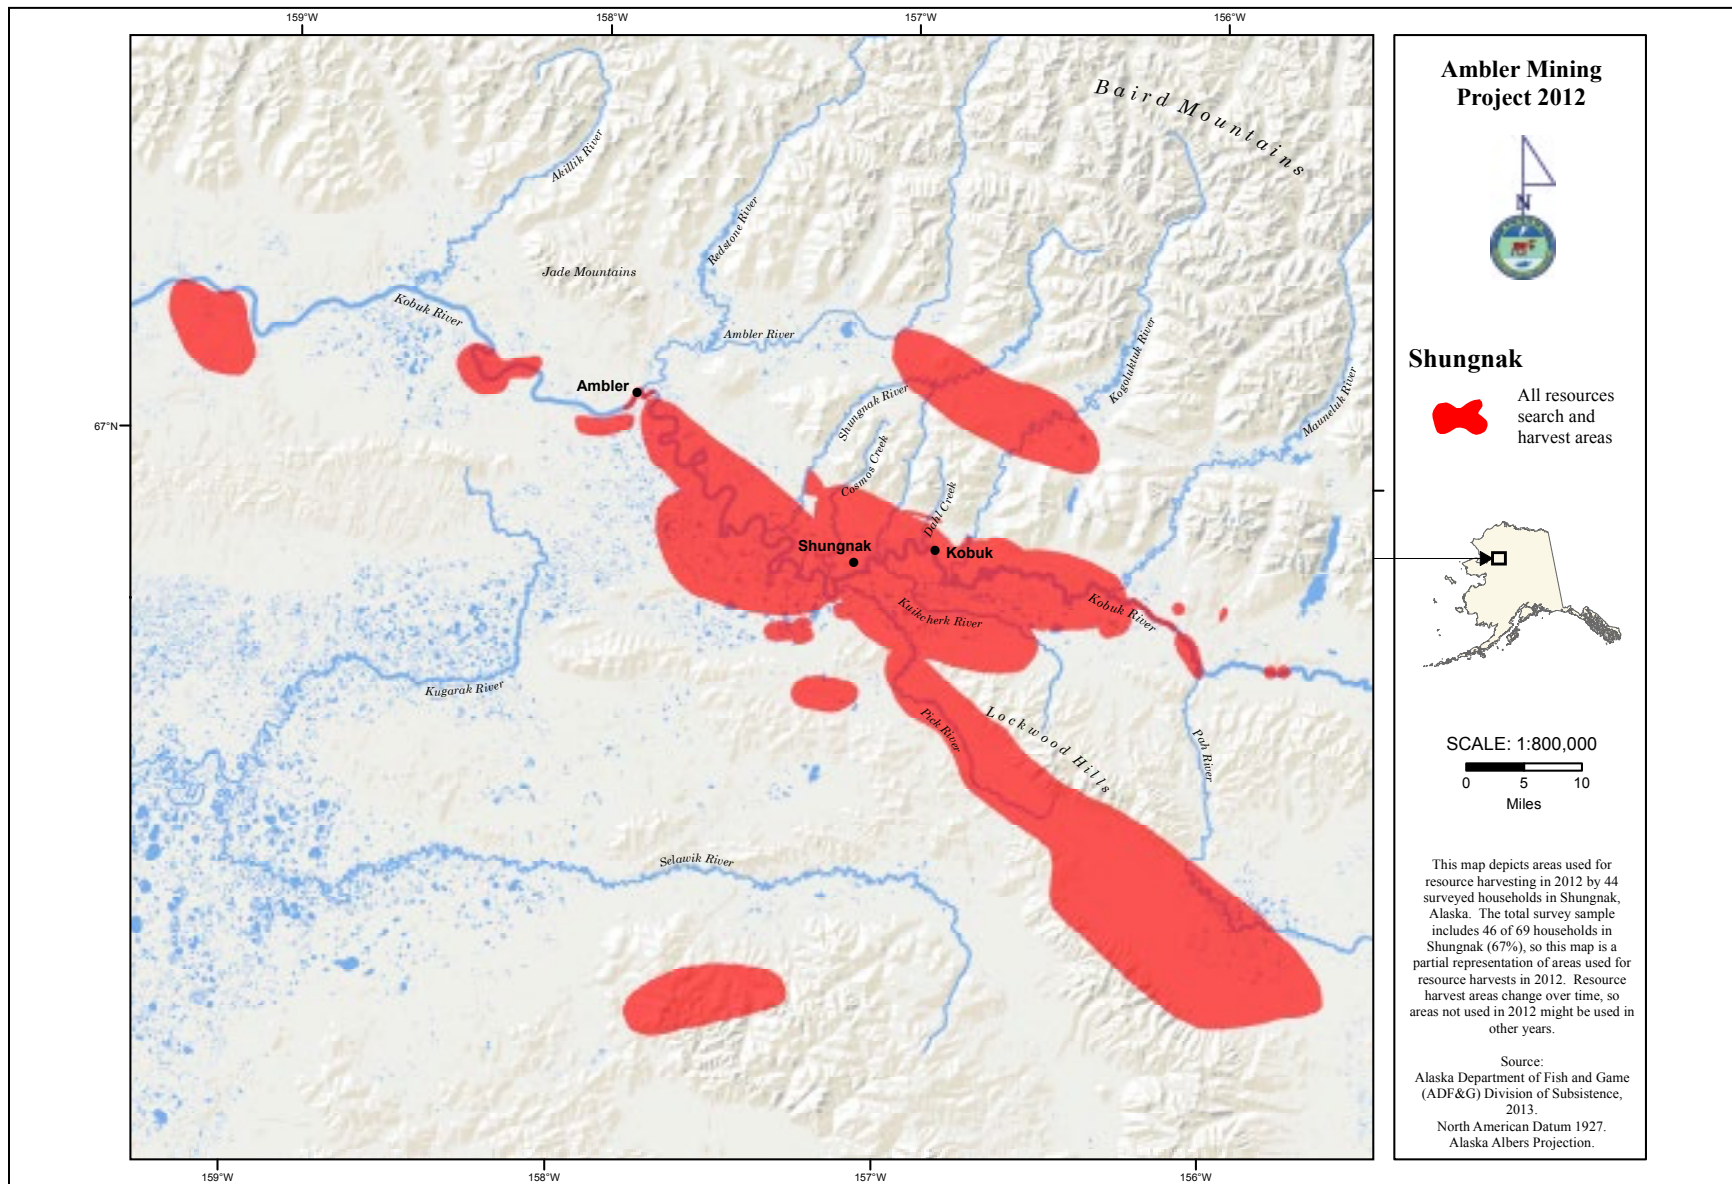 159°W
158°W
157°W
156°W
Baird Mountains
Akillik River
Redstone River
Jade Mountains
Kobuk River
Ambler River
Kogoluktuk River
Mauneluk River
Ambler
Shungnak River
67°N
Cosmos Creek
Dahl Creek
Shungnak
Kobuk
Kuikcherk River
Kobuk River
Kugarak River
Pick River
Lockwood Hills
Pah River
Selawik River
159°W
158°W
157°W
156°W
Ambler Mining
Project 2012
N
Shungnak
All resources
search and
harvest areas
SCALE: 1:800,000
0 5 10
Miles
This map depicts areas used for
resource harvesting in 2012 by 44
surveyed households in Shungnak,
Alaska. The total survey sample
includes 46 of 69 households in
Shungnak (67%), so this map is a
partial representation of areas used for
resource harvests in 2012. Resource
harvest areas change over time, so
areas not used in 2012 might be used in
other years.
Source:
Alaska Department of Fish and Game
(ADF&G) Division of Subsistence,
2013.
North American Datum 1927.
Alaska Albers Projection.